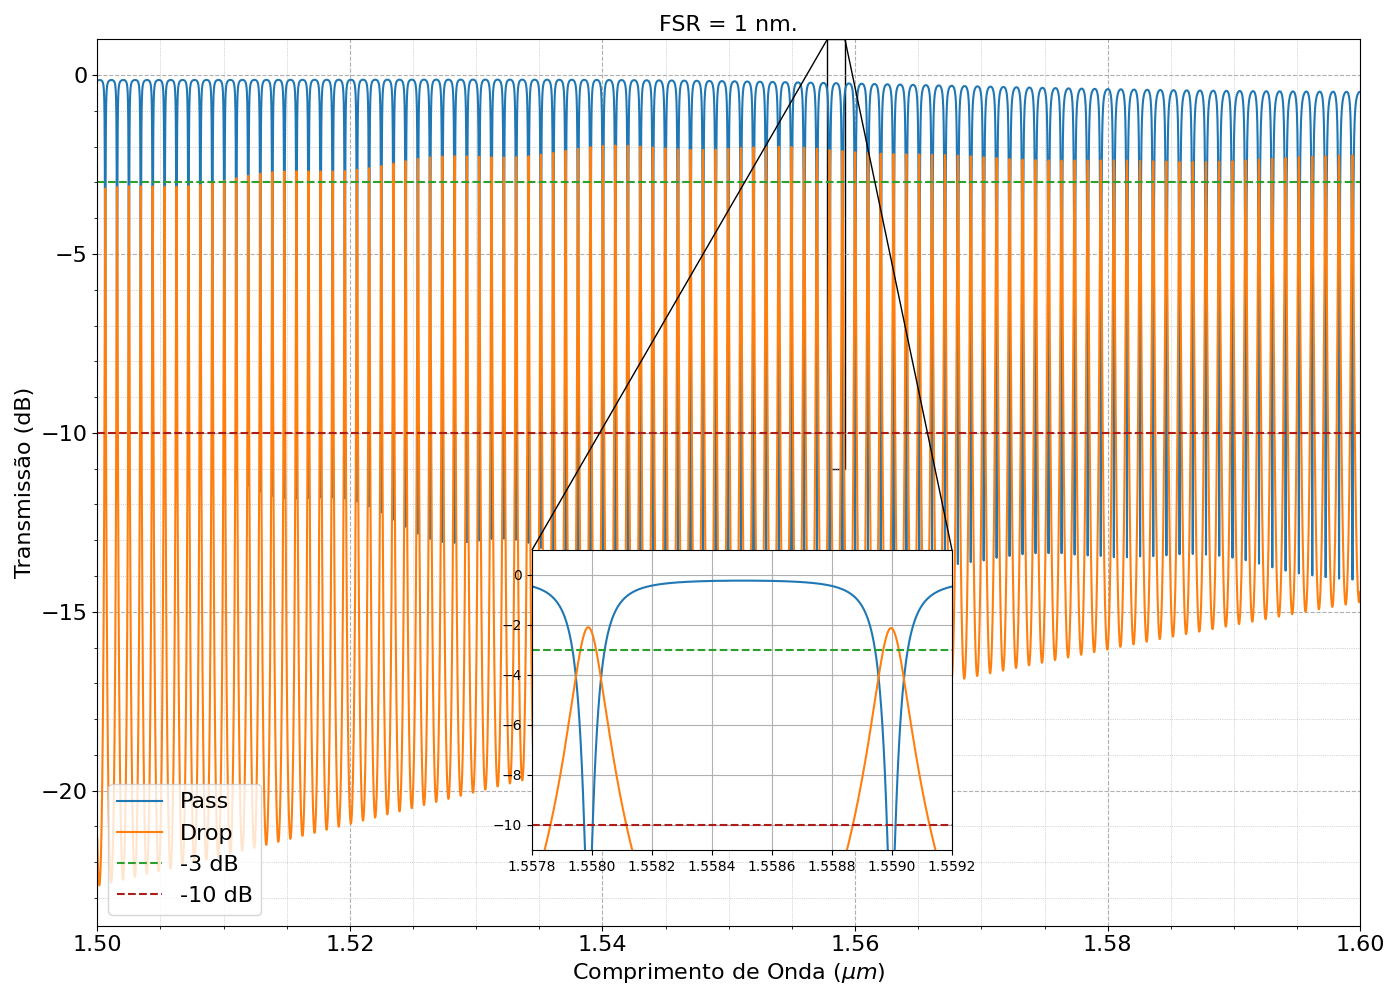 FSR = 1 nm.
Transmissão (dB)
0
−5
−10
−15
−20
0
−2
−4
−6
−8
−10
1.5578 1.5580 1.5582 1.5584 1.5586 1.5588 1.5590 1.5592
Pass
Drop
-3 dB
-10 dB
1.50 1.52 1.54 1.56 1.58 1.60
Comprimento de Onda (μm)